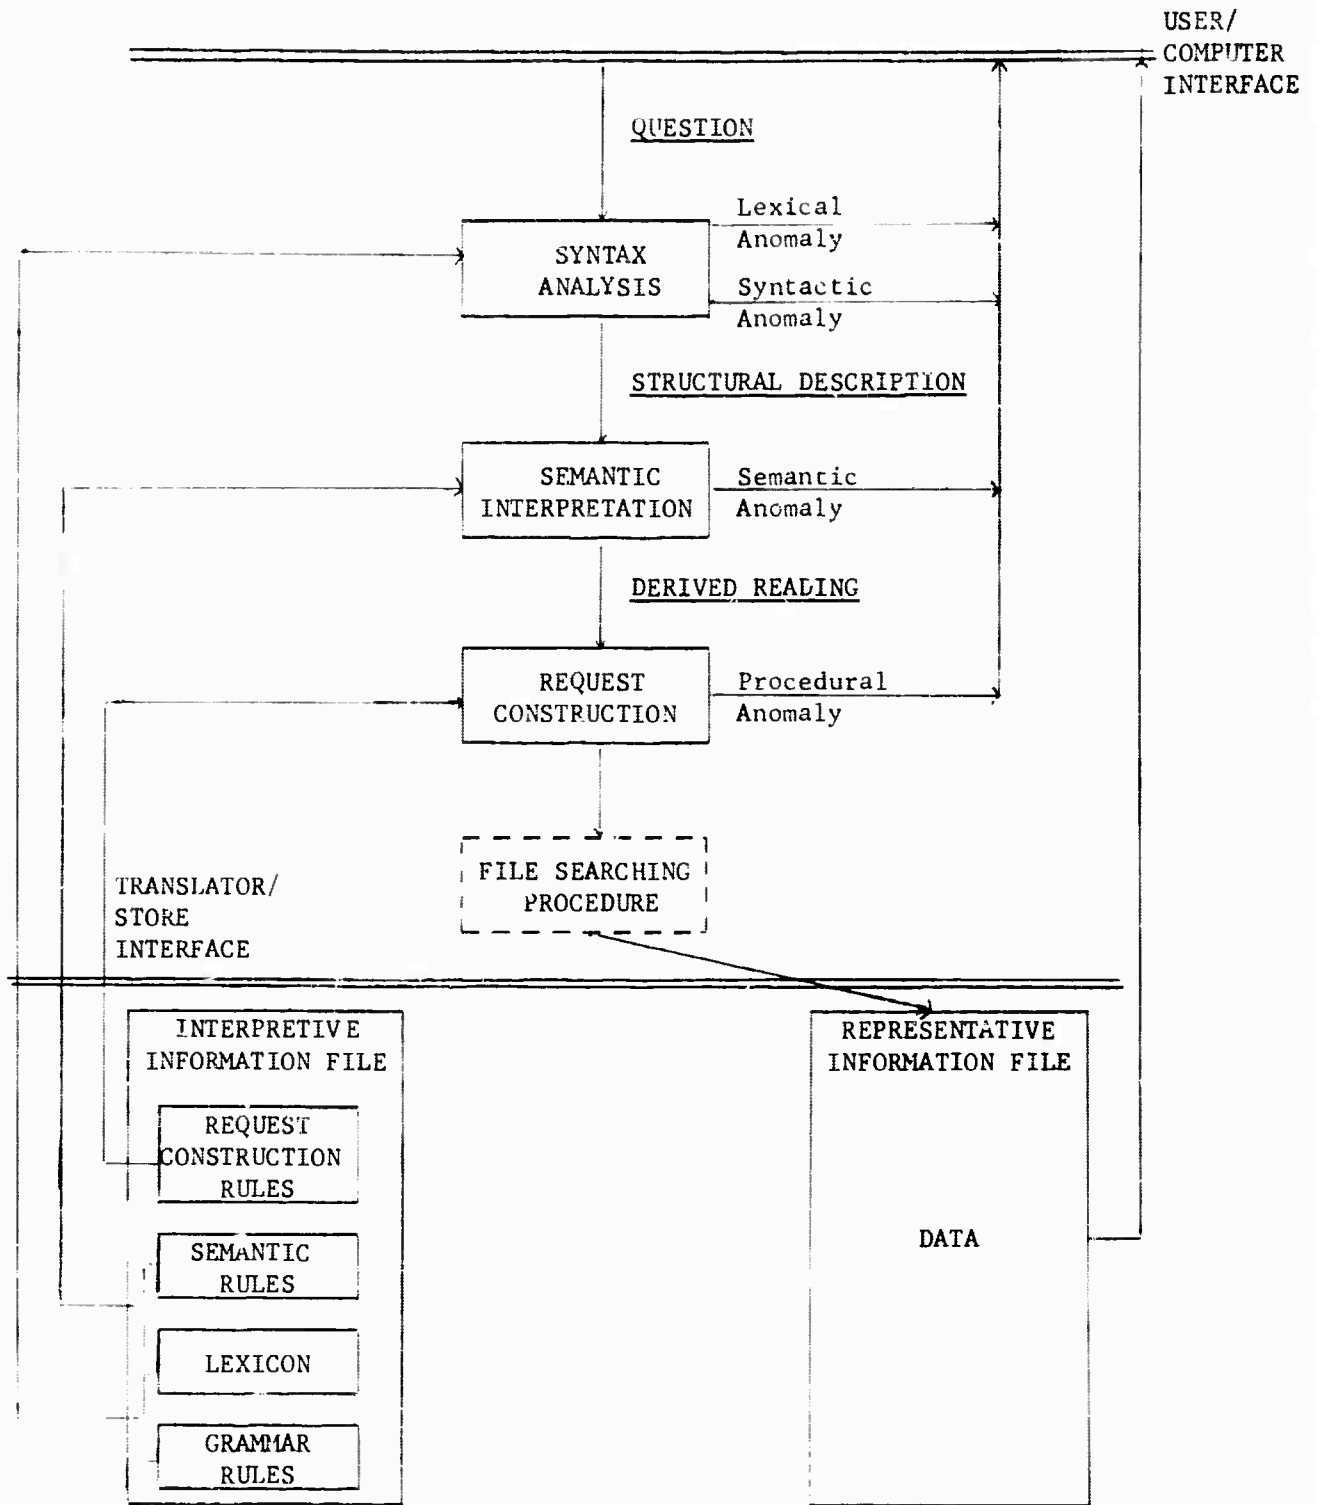 USER/
COMPUTER
INTERFACE
QUESTION
Lexical
Anomaly
SYNTAX
ANALYSIS
Syntactic
Anomaly
STRUCTURAL DESCRIPTION
SEMANTIC
INTERPRETATION
Semantic
Anomaly
DERIVED READING
REQUEST
CONSTRUCTION
Procedural
Anomaly
FILE SEARCHING
PROCEDURE
TRANSLATOR/
STORE
INTERFACE
INTERPRETIVE
INFORMATION FILE
REQUEST
CONSTRUCTION
RULES
SEMANTIC
RULES
LEXICON
GRAMMAR
RULES
REPRESENTATIVE
INFORMATION FILE
DATA